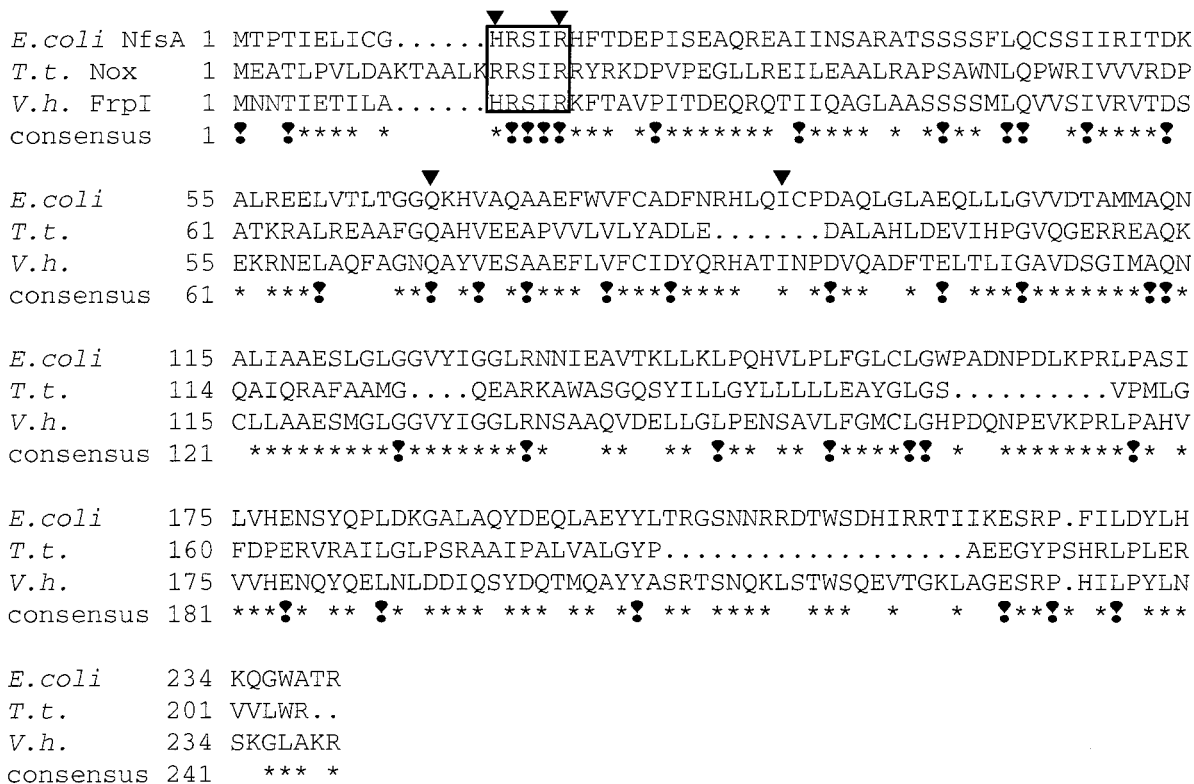 E.coli NfsA 1 MTPTIELICG......HRSIRHFTDEPISEAQREAIINSARATSSSSFLQCSSIIRITDK
T.t. Nox 1 MEATLPVLDAKTAALKRRSIRRYRKDPVPEGLLREILEAALRAPSAWNLQPWRIVVVRDP
V.h. FrpI 1 MNNTIETILA......HRSIRKFTAVPITDEQRQTIIQAGLAASSSSMLQVVSIVRVTDS
consensus 1 ! !**** * *!!!!*** **!******* !**** * *!** *!! **!****!
E.coli 55 ALREELVTLTGGQKHVAQAAEFWVFCADFNRHLQICPDAQLGLAEQLLLGVVDTAMMAQN
T.t. 61 ATKRALREAAFGQAHVEEAPVVLVLYADLE.......DALAHLDEVIHPGVQGERREAQK
V.h. 55 EKRNELAQFAGNQAYVESAAEFLVFCIDYQRHATINPDVQADFTELTLIGAVDSGIMAQN
consensus 61 * ***! **! *!* *!****!***!** * *!** * *!** *!*******!!*
E.coli 115 ALIAAESLGLGGVYIGGLRNNIEAVTKLLKLPQHVLPLFGLCLGWPADNPDLKPRLPASI
T.t. 114 QAIQRAFAAMG....QEARKAWASGQSYILLGYLLLLLEAYGLGS..........VPMLG
V.h. 115 CLLAAESMGLGGVYIGGLRNSAAQVDELLGLPENSAVLFGMCLGHPDQNPEVKPRLPAHV
consensus 121 *********!*******!** ** **!** ** *!****!! * ********!* *
E.coli 175 LVHENSYQPLDKGALAQYDEQLAEYYLTRGSNNRRDTWSDHIRRTIIKESRP.FILDYLH
T.t. 160 FDPERVRAILGLPSRAAIPALVALGYP...................AEEGYPSHRLPLER
V.h. 175 VVHENQYQELNLDDIQSYDQTMQAYYASRTSNQKLSTWSQEVTGKLAGESRP.HILPYLN
consensus 181 ***!* ** !* **** *** ** **!** **** *** * * !**!* *! ***
E.coli 234 KQGWATR
T.t. 201 VVLWR..
V.h. 234 SKGLAKR
consensus 241 *** *